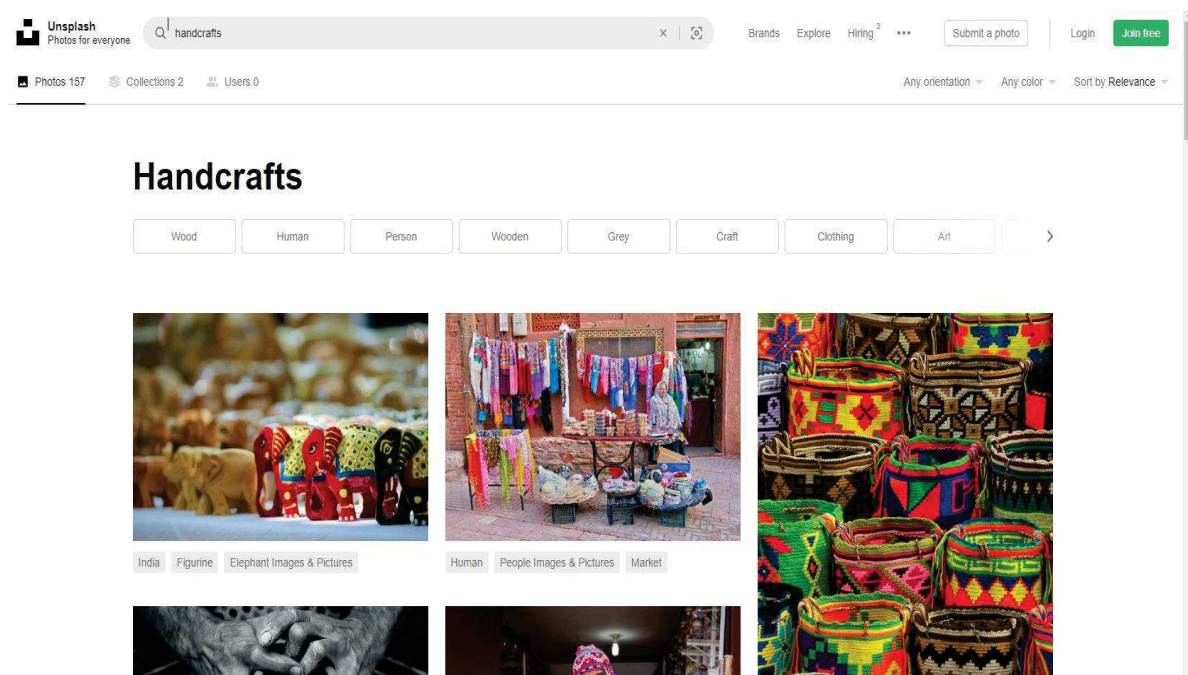 Unsplash
Photos for everyone
handcrafts
Brands Explore Hiring 3 Submit a photo Login Join free
Photos 157 Collections 2 Users 0 Any orientation Any color Sort by Relevance
Handcrafts
Wood Human Person Wooden Grey Craft Clothing Art
India Figurine Elephant Images & Pictures Human People Images & Pictures Market